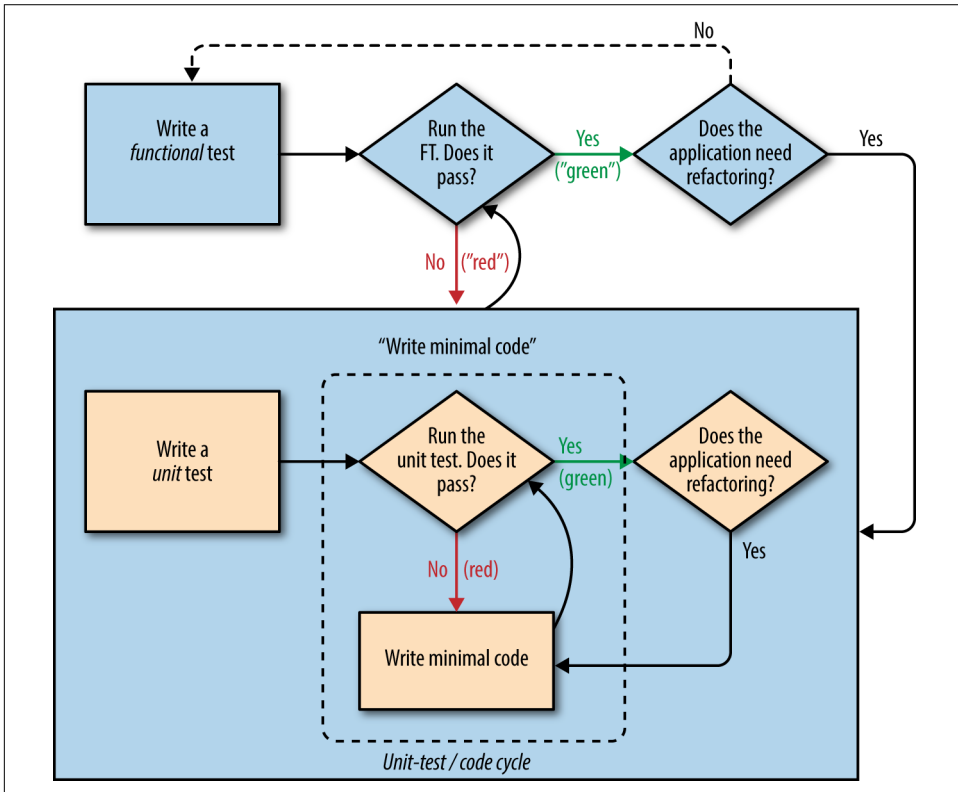 No
Write a
functional test
Run the
FT. Does it
pass?
Yes
("green")
Does the
application need
refactoring?
Yes
No ("red")
“Write minimal code”
Write a
unit test
Run the
unit test. Does it
pass?
Yes
(green)
Does the
application need
refactoring?
No (red)
Yes
Write minimal code
Unit-test / code cycle